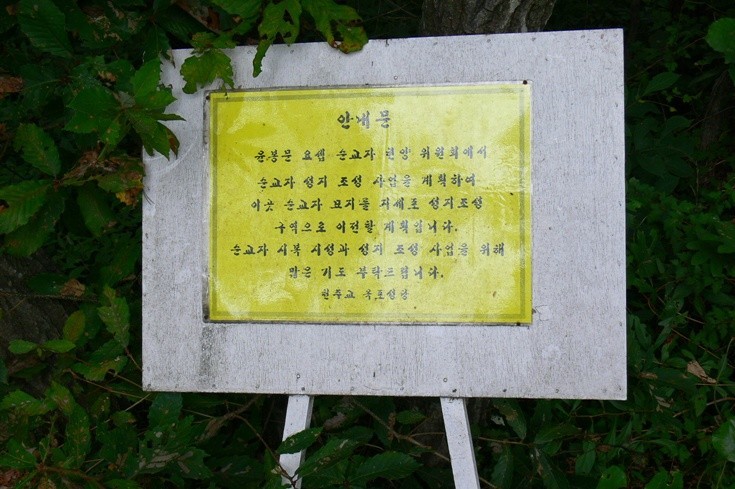 안내문
윤봉문 요셉 순교자 현양 위원회에서
순교자 성지 조성 사업을 계획하여
이곳 순교자 묘지를 지세포 성지조성
구역으로 이전할 계획입니다.
순교자 시복 시성과 성지 조성 사업을 위해
많은 기도 부탁드립니다.
천주교 옥포성당